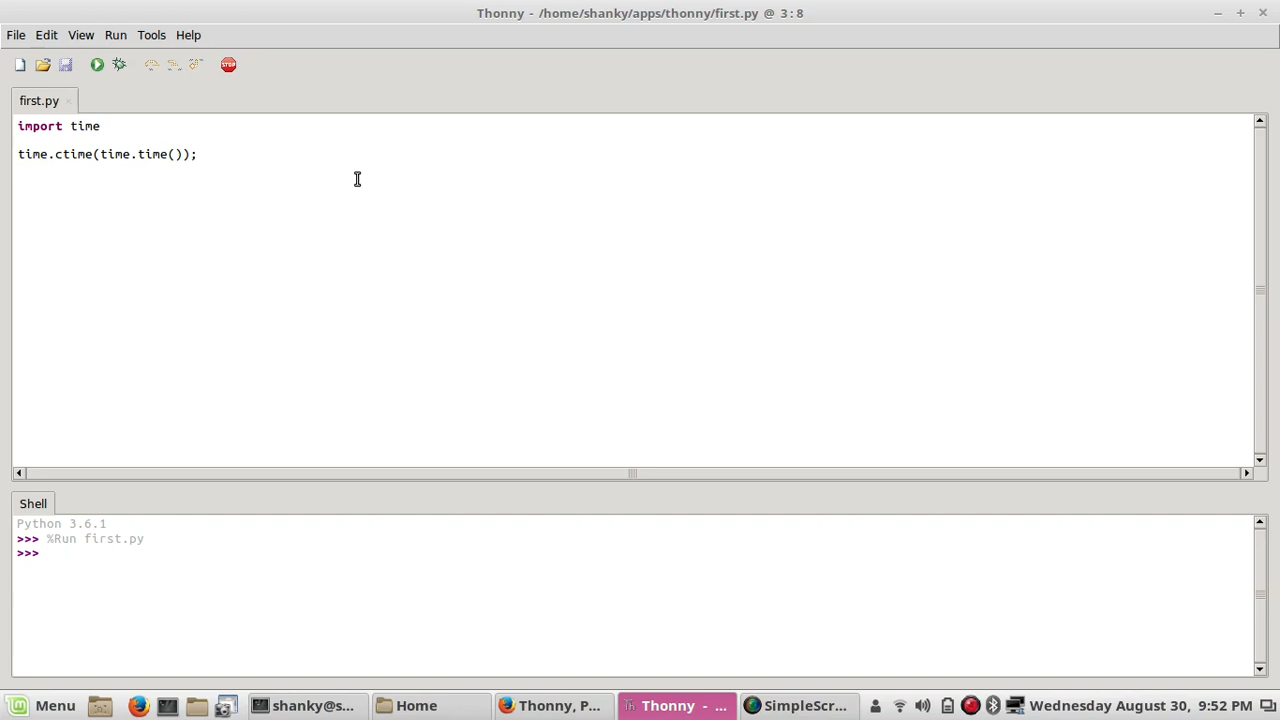 Thonny - /home/shanky/apps/thonny/first.py @ 3:8
File Edit View Run Tools Help
STOP
first.py
import time
time.ctime(time.time());
Shell
Python 3.6.1
>>> %Run first.py
>>>
Menu shanky@s... Home Thonny, P... Thonny - ... SimpleScr... Wednesday August 30, 9:52 PM